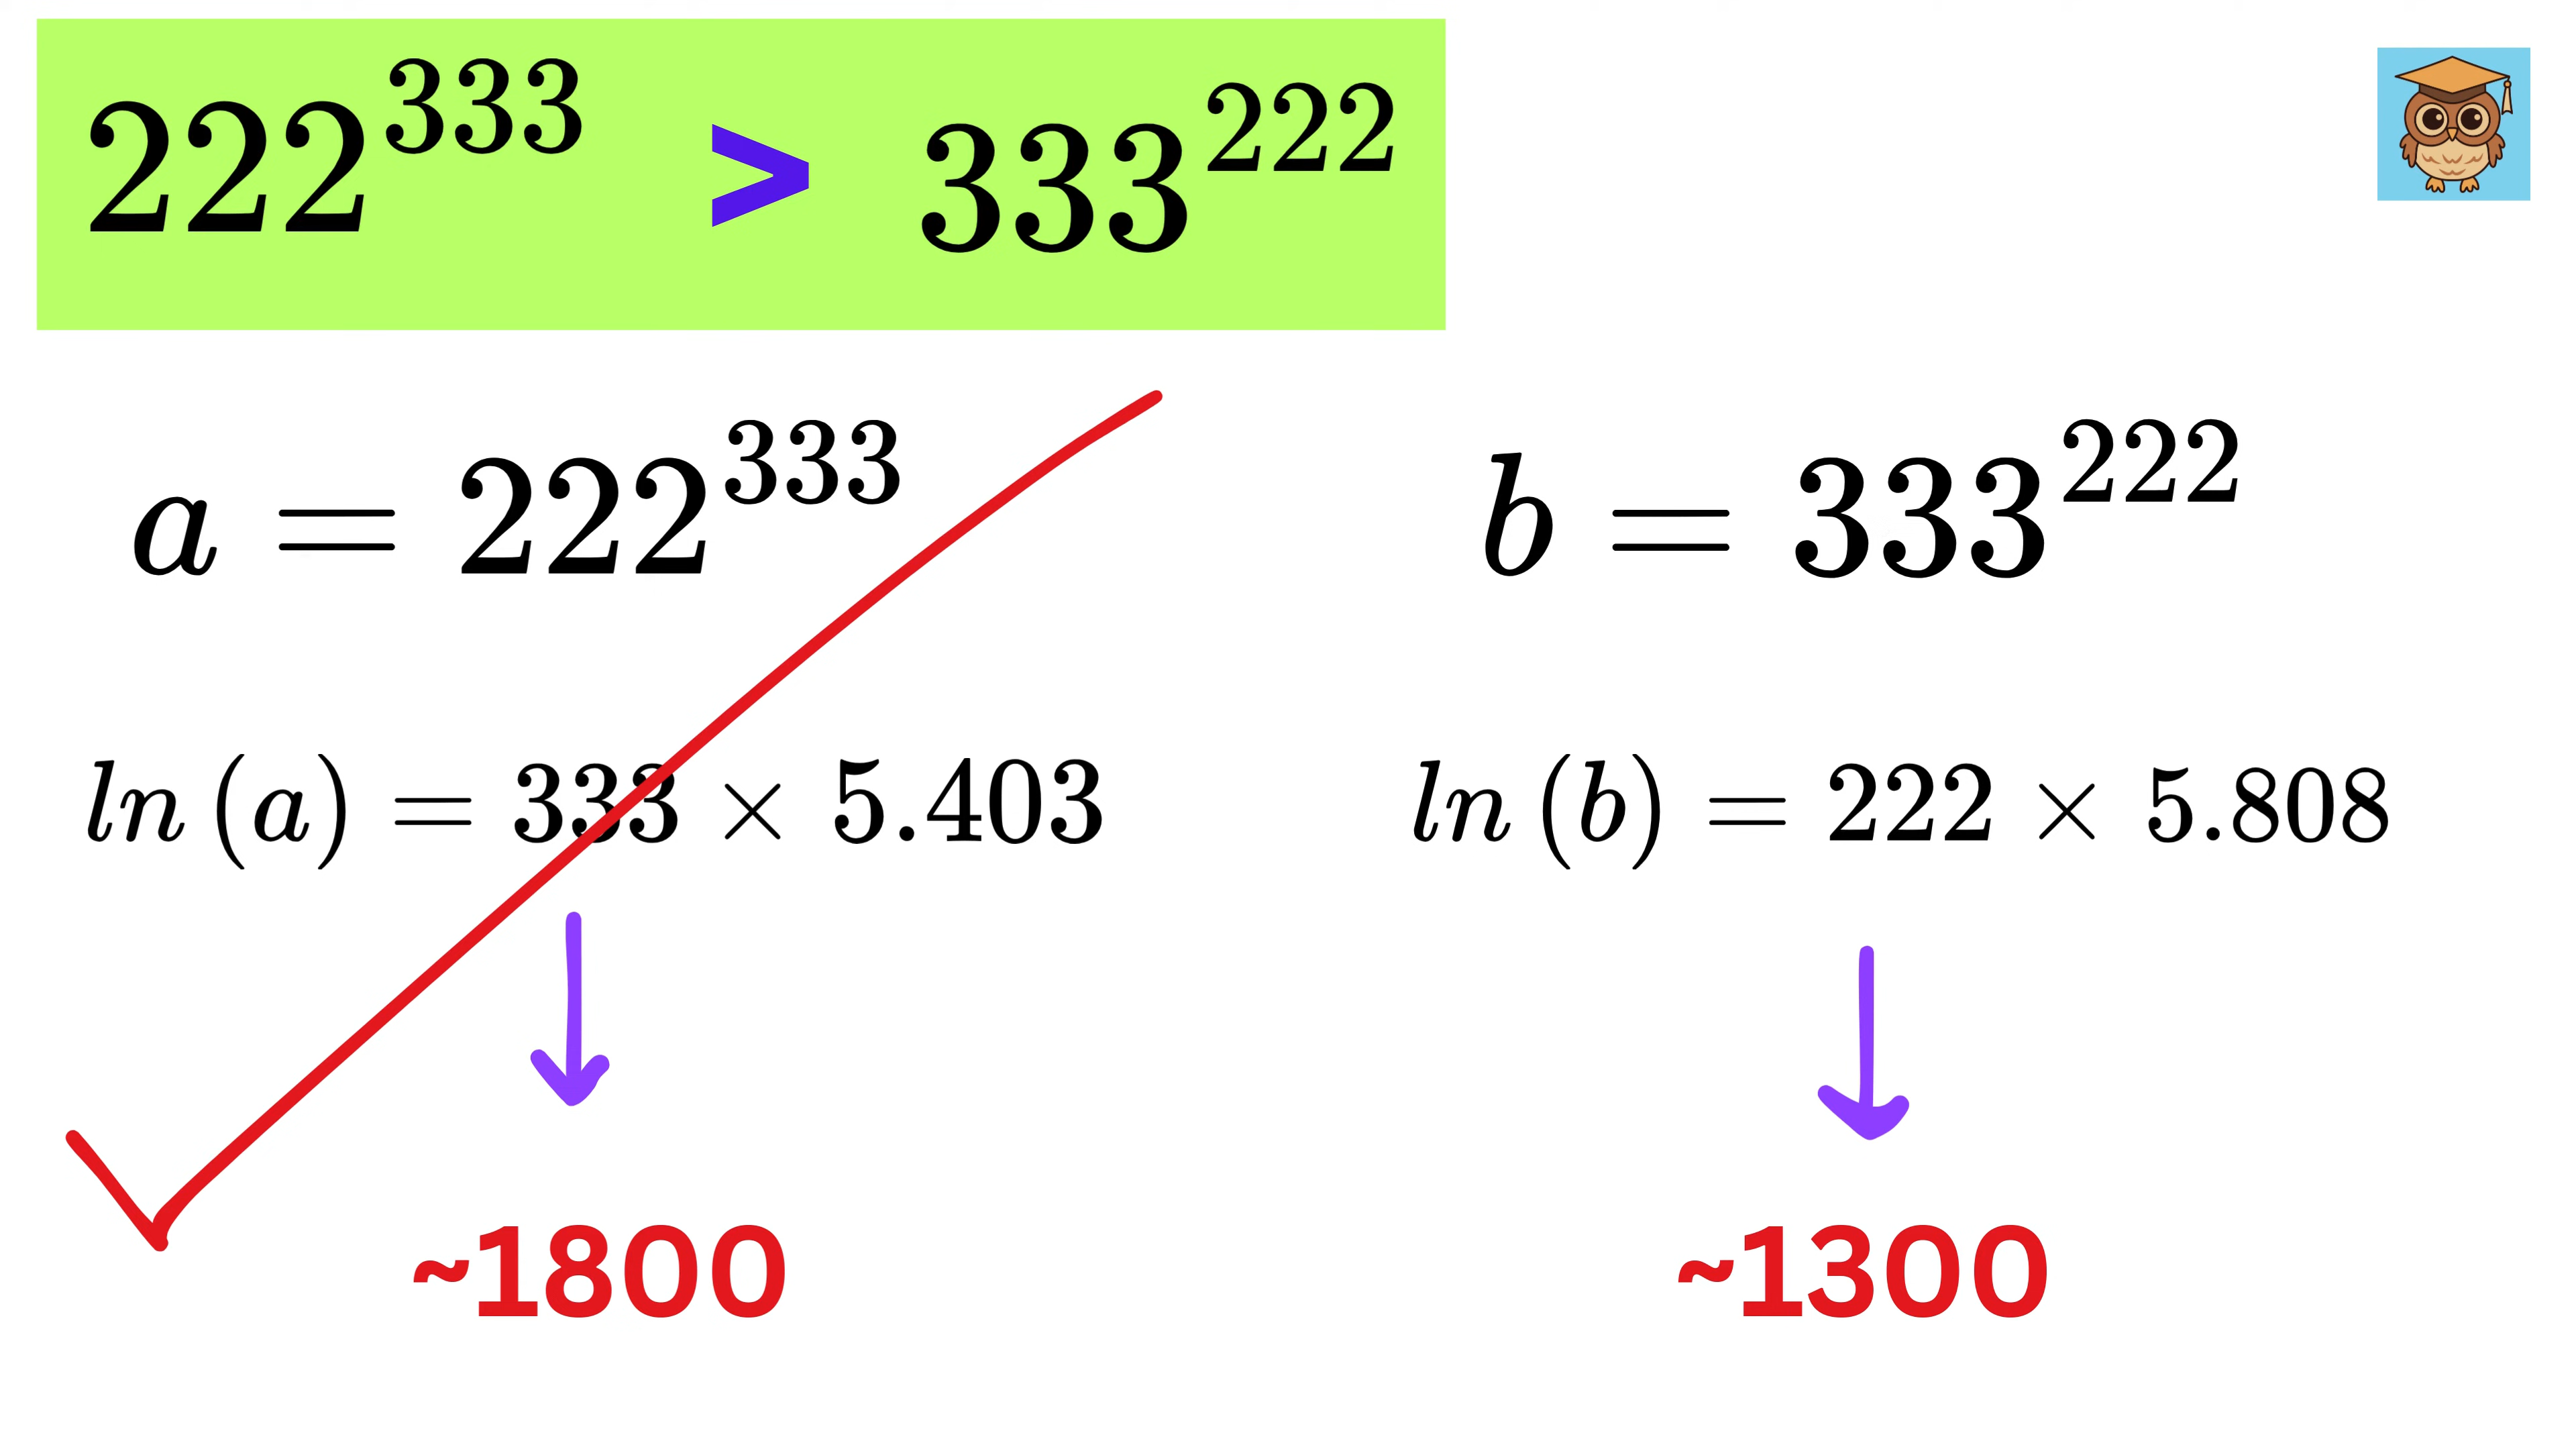 222^333 > 333^222
a = 222^333
b = 333^222
ln (a) = 333 × 5.403
ln (b) = 222 × 5.808
~1800
~1300